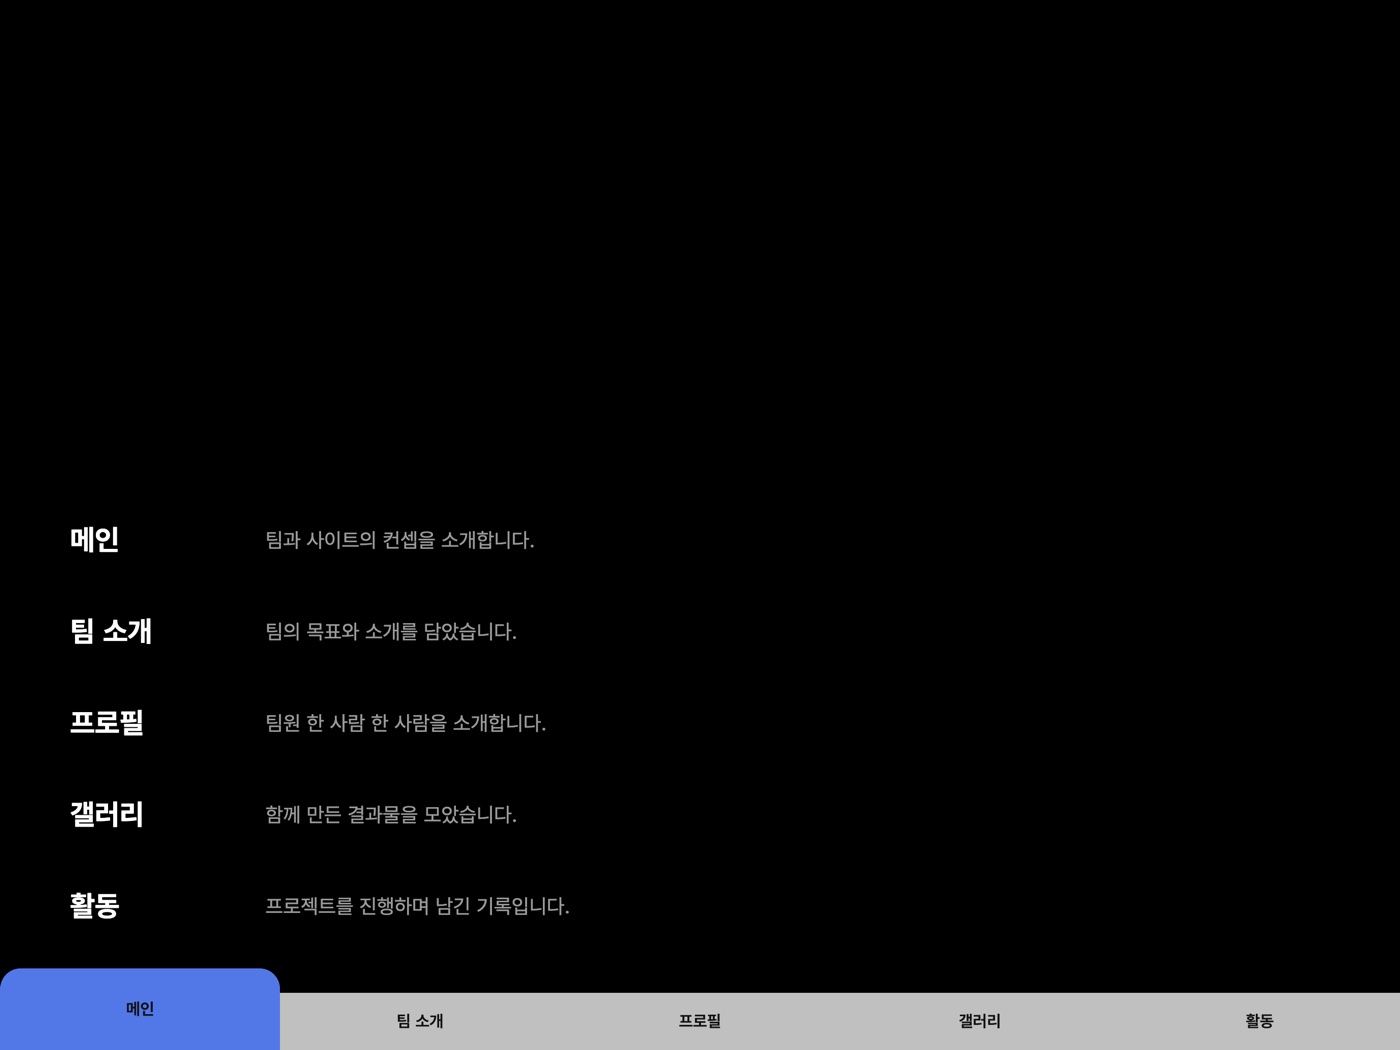 메인 팀과 사이트의 컨셉을 소개합니다.
팀 소개 팀의 목표와 소개를 담았습니다.
프로필 팀원 한 사람 한 사람을 소개합니다.
갤러리 함께 만든 결과물을 모았습니다.
활동 프로젝트를 진행하며 남긴 기록입니다.
메인 팀 소개 프로필 갤러리 활동